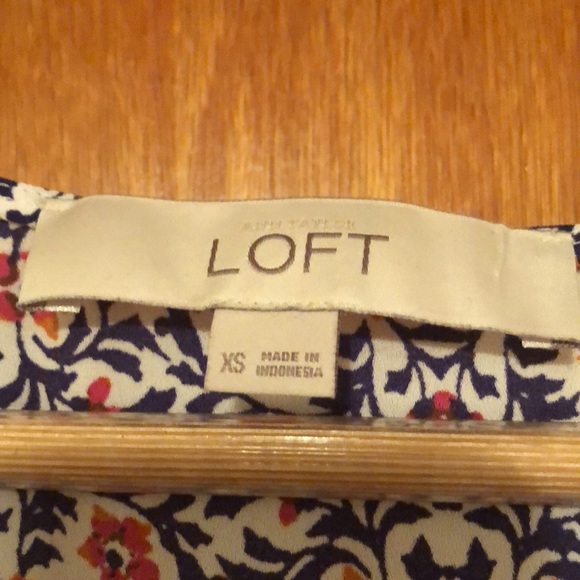 ANN TAYLOR
LOFT
XS
MADE IN
INDONESIA